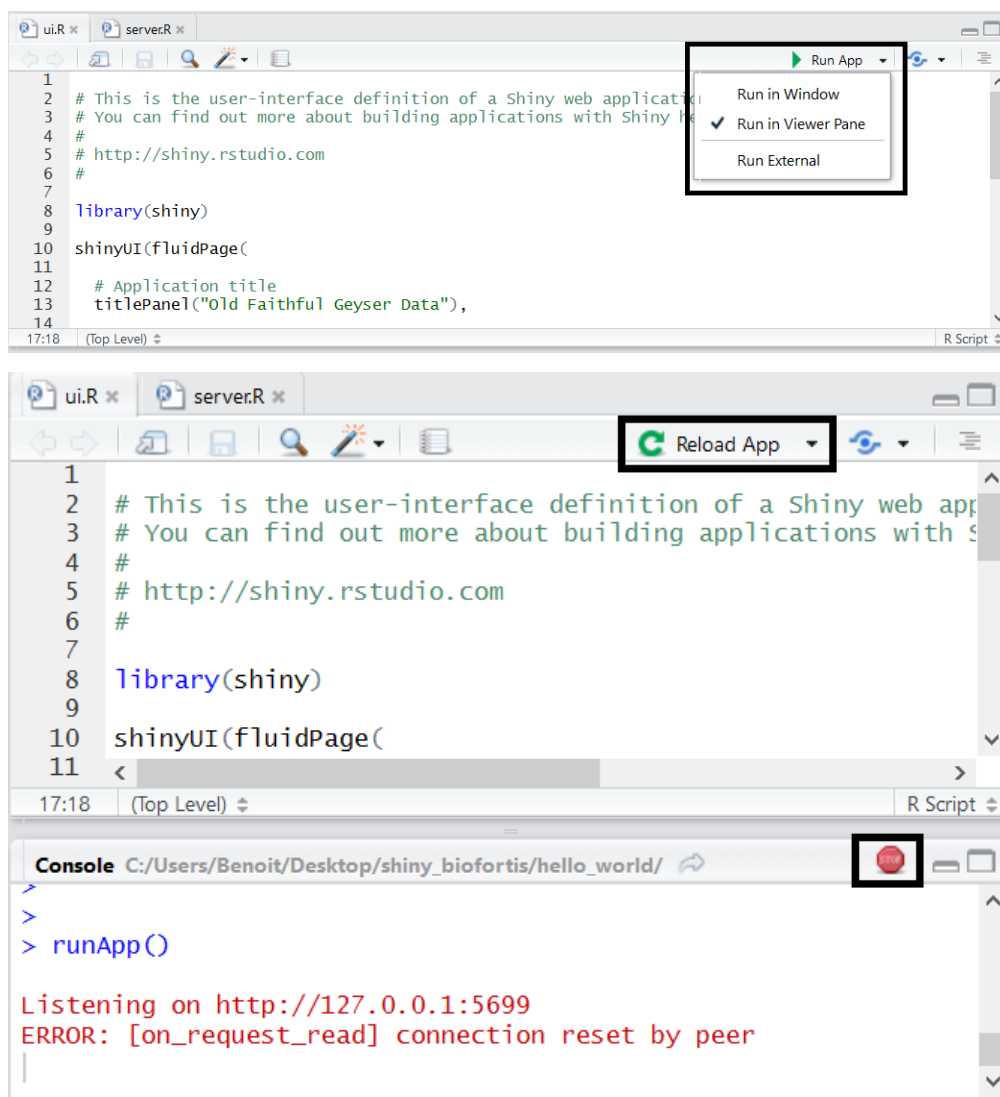 ui.R server.R
Run App
1
2 # This is the user-interface definition of a Shiny web applicatio
3 # You can find out more about building applications with Shiny he
4 #
5 # http://shiny.rstudio.com
6 #
7
8 library(shiny)
9
10 shinyUI(fluidPage(
11
12 # Application title
13 titlePanel("Old Faithful Geyser Data"),
14
Run in Window
Run in Viewer Pane
Run External
17:18 (Top Level) R Script
ui.R server.R
Reload App
1
2 # This is the user-interface definition of a Shiny web app
3 # You can find out more about building applications with S
4 #
5 # http://shiny.rstudio.com
6 #
7
8 library(shiny)
9
10 shinyUI(fluidPage(
11
17:18 (Top Level) R Script
Console C:/Users/Benoit/Desktop/shiny_biofortis/hello_world/ STOP
>
>
> runApp()
Listening on http://127.0.0.1:5699
ERROR: [on_request_read] connection reset by peer